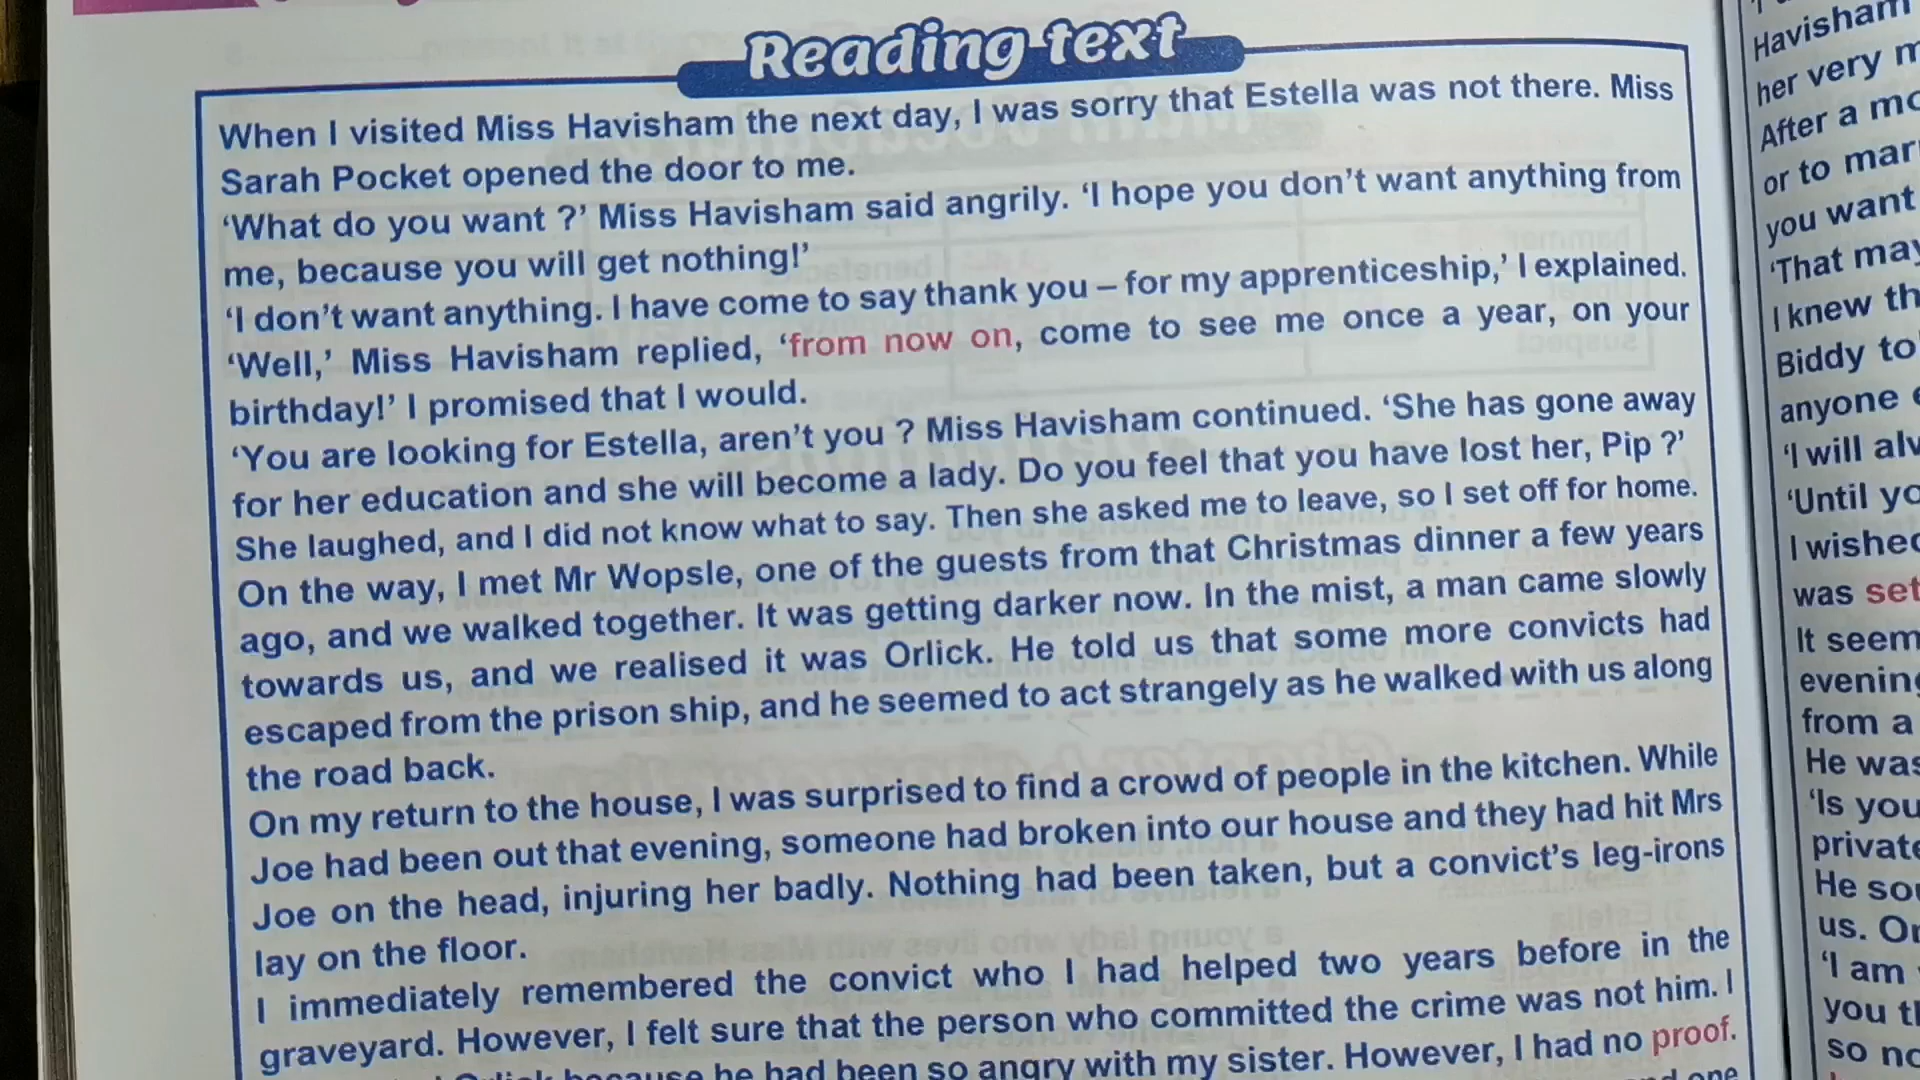 Reading text
When I visited Miss Havisham the next day, I was sorry that Estella was not there. Miss
Sarah Pocket opened the door to me.
‘What do you want ?’ Miss Havisham said angrily. ‘I hope you don’t want anything from
me, because you will get nothing!’
‘I don’t want anything. I have come to say thank you – for my apprenticeship,’ I explained.
‘Well,’ Miss Havisham replied, ‘from now on, come to see me once a year, on your
birthday!’ I promised that I would.
‘You are looking for Estella, aren’t you ? Miss Havisham continued. ‘She has gone away
for her education and she will become a lady. Do you feel that you have lost her, Pip ?’
She laughed, and I did not know what to say. Then she asked me to leave, so I set off for home.
On the way, I met Mr Wopsle, one of the guests from that Christmas dinner a few years
ago, and we walked together. It was getting darker now. In the mist, a man came slowly
towards us, and we realised it was Orlick. He told us that some more convicts had
escaped from the prison ship, and he seemed to act strangely as he walked with us along
the road back.
On my return to the house, I was surprised to find a crowd of people in the kitchen. While
Joe had been out that evening, someone had broken into our house and they had hit Mrs
Joe on the head, injuring her badly. Nothing had been taken, but a convict’s leg-irons
lay on the floor.
I immediately remembered the convict who I had helped two years before in the
graveyard. However, I felt sure that the person who committed the crime was not him. I
Orlick because he had been so angry with my sister. However, I had no proof.
and one
Havisham
her very
After a
or to
you want
‘That may
I knew
Biddy
anyone
‘I will
‘Until
I
was set
It
evening
from a
He was
‘Is you
He
us.
‘I am
you
so